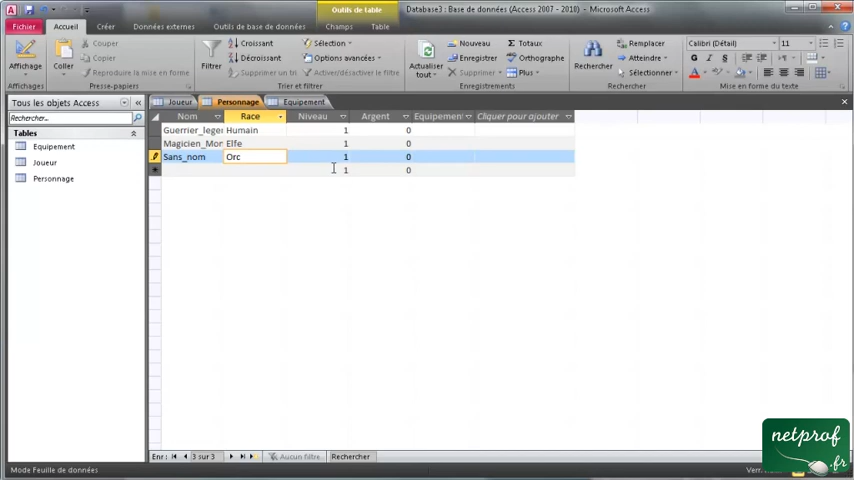 Outils de table
Database3 : Base de données (Access 2007 - 2010) - Microsoft Access
Fichier Accueil Créer Données externes Outils de base de données Champs Table
Couper
Copier
Reproduire la mise en forme
Affichage Coller
Affichages Presse-papiers
Filtrer
Croissant
Décroissant
Supprimer un tri
Sélection
Options avancées
Activer/désactiver le filtre
Trier et filtrer
Actualiser tout
Nouveau
Enregistrer
Supprimer
Totaux
Orthographe
Plus
Enregistrements
Rechercher
Remplacer
Atteindre
Sélectionner
Rechercher
Calibri (Détail) 11
G I S
Mise en forme du texte
Tous les objets Access
Rechercher...
Tables
Equipement
Joueur
Personnage
Joueur Personnage Equipement
Nom Race Niveau Argent Equipemen Cliquer pour ajouter
Guerrier_leger Humain 1 0
Magicien_Mor Elfe 1 0
Sans_nom Orc 1 0
1 0
Enr : 3 sur 3 Aucun filtre Rechercher
Mode Feuille de données
Verr.
netprof
.fr